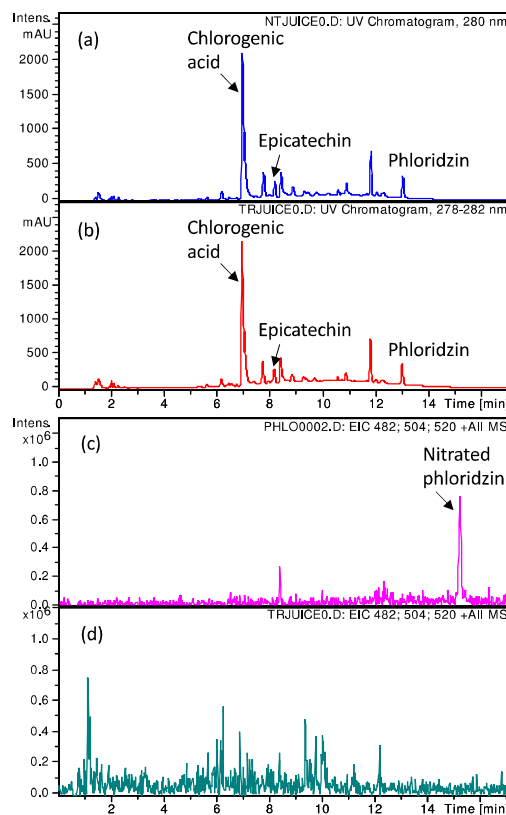 NTJUICE0.D: UV Chromatogram, 280 nm
Intens.
mAU
(a)
Chlorogenic
acid
2000
1500
1000
500
0
Epicatechin
Phloridzin
TRJUICE0.D: UV Chromatogram, 278-282 nm
mAU
(b)
Chlorogenic
acid
2000
1500
1000
500
0
Epicatechin
Phloridzin
0 2 4 6 8 10 12 14 Time [min]
PHLO0002.D: EIC 482; 504; 520 +All MS
Intens.
x10⁶
(c)
Nitrated
phloridzin
1.0
0.8
0.6
0.4
0.2
0.0
TRJUICE0.D: EIC 482; 504; 520 +All MS
x10⁶
(d)
1.0
0.8
0.6
0.4
0.2
0.0
2 4 6 8 10 12 14 Time [min]